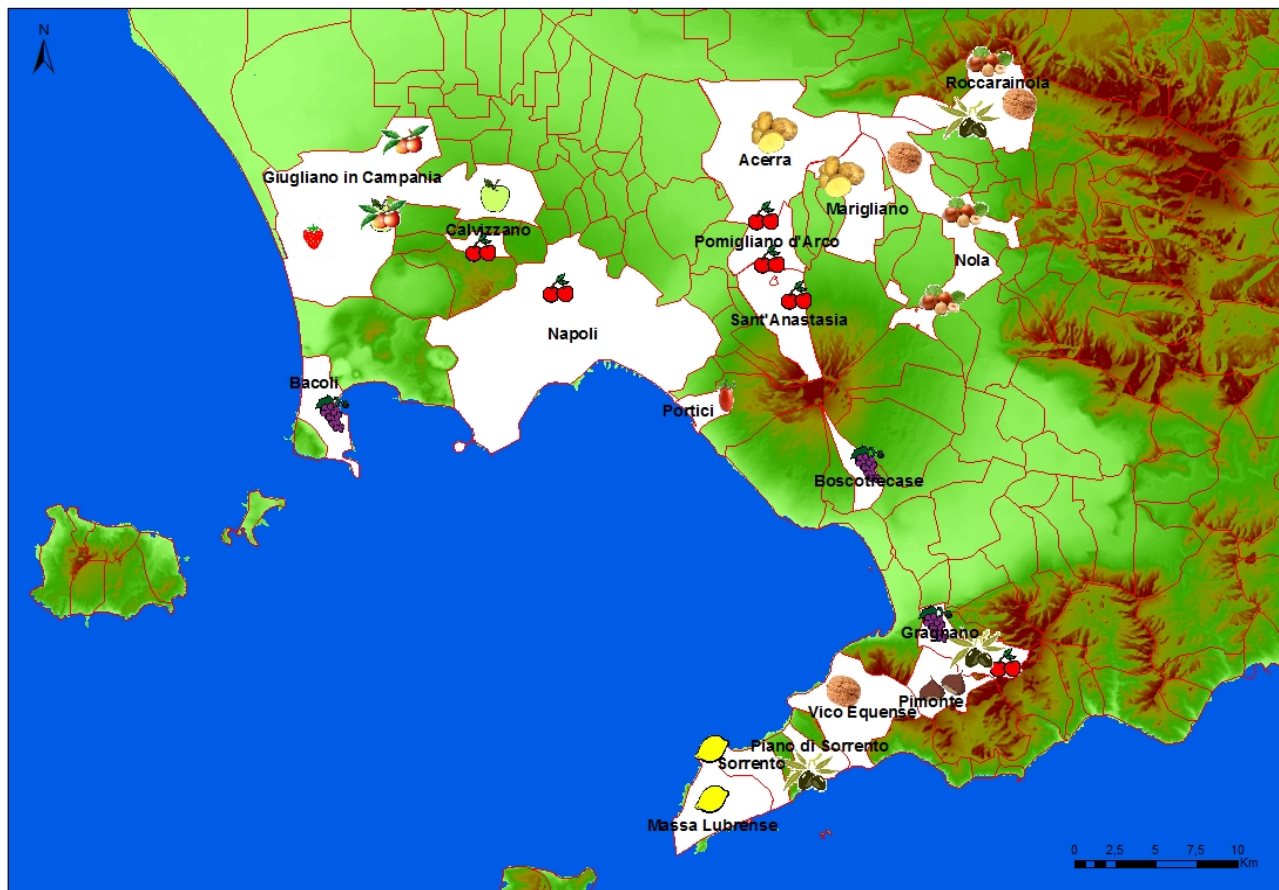 N
Roccarainola
Acerra
Giugliano in Campania
Marigliano
Calvizzano
Pomigliano d'Arco
Nola
Sant'Anastasia
Napoli
Bacoli
Portici
Boscotrecase
Gragnano
Pimonte
Vico Equense
Piano di Sorrento
Sorrento
Massa Lubrense
0 2,5 5 7,5 10
Km